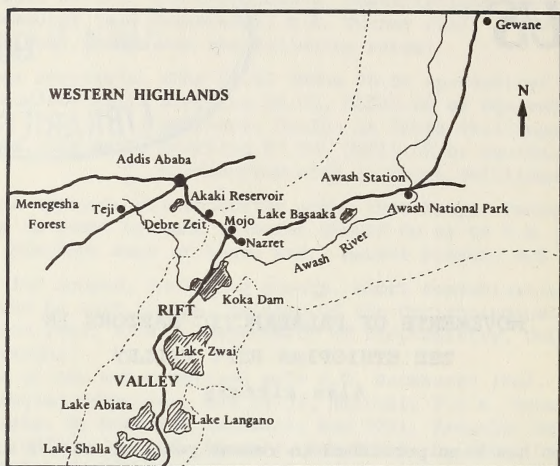 Gewane
WESTERN HIGHLANDS
N
Addis Ababa
Awash Station
Menegesha
Forest
Teji
Akaki Reservoir
Lake Basaaka
Awash National Park
Debre Zeit
Mojo
Nazret
Awash River
Koka Dam
RIFT
Lake Zwai
VALLEY
Lake Abiata
Lake Langano
Lake Shalla